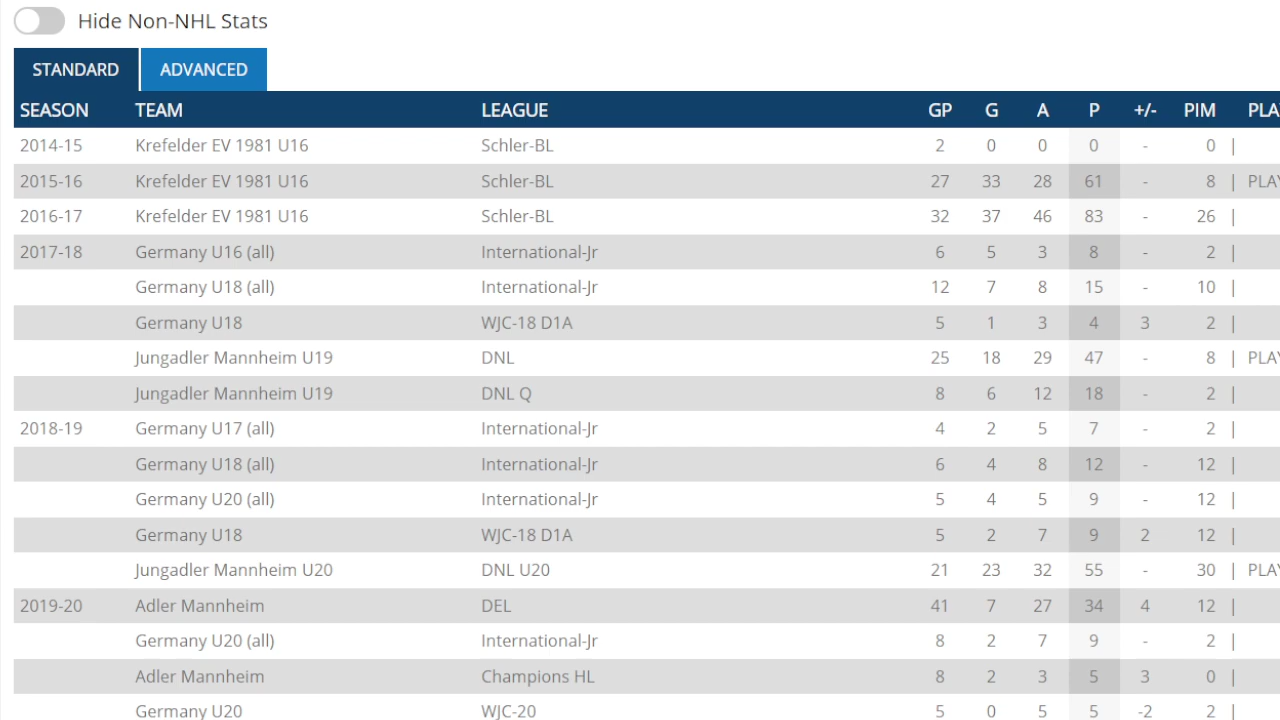 Hide Non-NHL Stats
STANDARD ADVANCED
SEASON TEAM LEAGUE GP G A P +/- PIM
2014-15 Krefelder EV 1981 U16 Schler-BL 2 0 0 0 - 0 |
2015-16 Krefelder EV 1981 U16 Schler-BL 27 33 28 61 - 8 |
2016-17 Krefelder EV 1981 U16 Schler-BL 32 37 46 83 - 26 |
2017-18 Germany U16 (all) International-Jr 6 5 3 8 - 2 |
Germany U18 (all) International-Jr 12 7 8 15 - 10 |
Germany U18 WJC-18 D1A 5 1 3 4 3 2 |
Jungadler Mannheim U19 DNL 25 18 29 47 - 8 |
Jungadler Mannheim U19 DNL Q 8 6 12 18 - 2 |
2018-19 Germany U17 (all) International-Jr 4 2 5 7 - 2 |
Germany U18 (all) International-Jr 6 4 8 12 - 12 |
Germany U20 (all) International-Jr 5 4 5 9 - 12 |
Germany U18 WJC-18 D1A 5 2 7 9 2 12 |
Jungadler Mannheim U20 DNL U20 21 23 32 55 - 30 |
2019-20 Adler Mannheim DEL 41 7 27 34 4 12 |
Germany U20 (all) International-Jr 8 2 7 9 - 2 |
Adler Mannheim Champions HL 8 2 3 5 3 0 |
Germany U20 WJC-20 5 0 5 5 -2 2 |